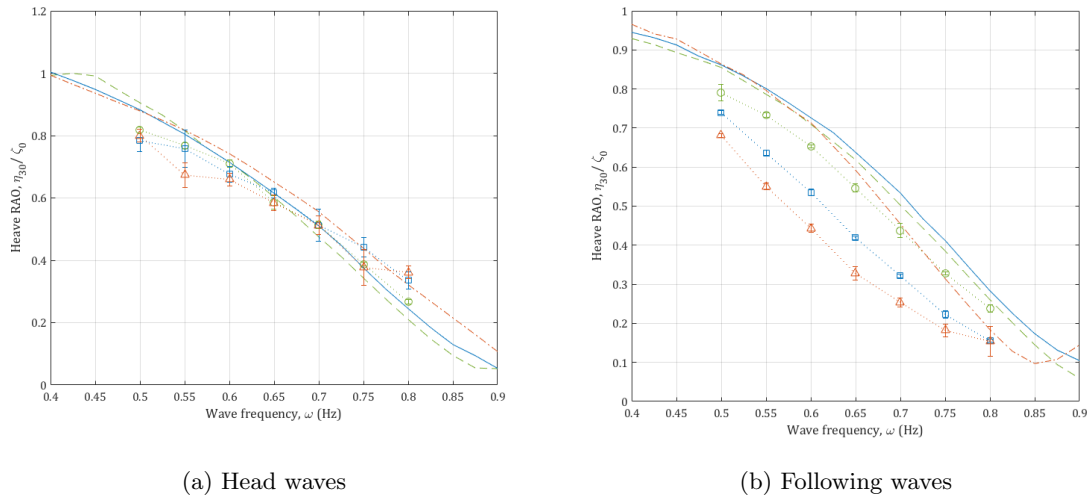 1.2
1
0.8
0.6
0.4
0.2
0
Heave RAO, η₃₀/ ζ₀
0.4 0.45 0.5 0.55 0.6 0.65 0.7 0.75 0.8 0.85 0.9
Wave frequency, ω (Hz)
(a) Head waves
1
0.9
0.8
0.7
0.6
0.5
0.4
0.3
0.2
0.1
0
Heave RAO, η₃₀/ ζ₀
0.4 0.45 0.5 0.55 0.6 0.65 0.7 0.75 0.8 0.85 0.9
Wave frequency, ω (Hz)
(b) Following waves